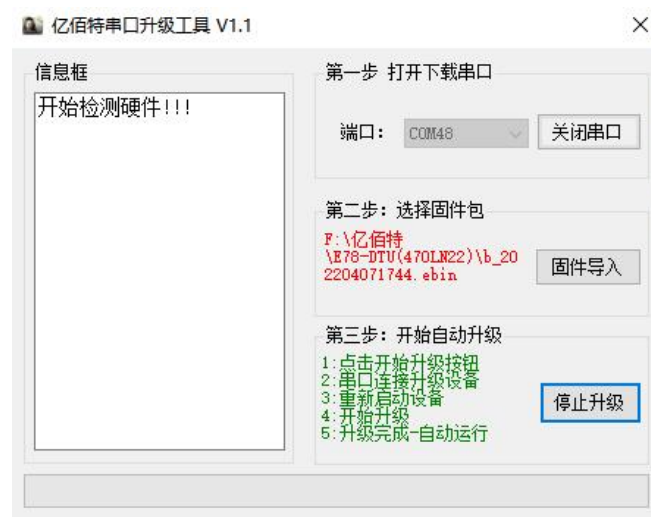 亿佰特串口升级工具 V1.1
信息框
开始检测硬件!!!
第一步 打开下载串口
端口：
COM48
关闭串口
第二步：选择固件包
F:\亿佰特
\E78-DTU(470LN22)\b_20
2204071744.ebin
固件导入
第三步：开始自动升级
1:点击开始升级按钮
2:串口连接升级设备
3:重新启动设备
4:开始升级
5:升级完成-自动运行
停止升级